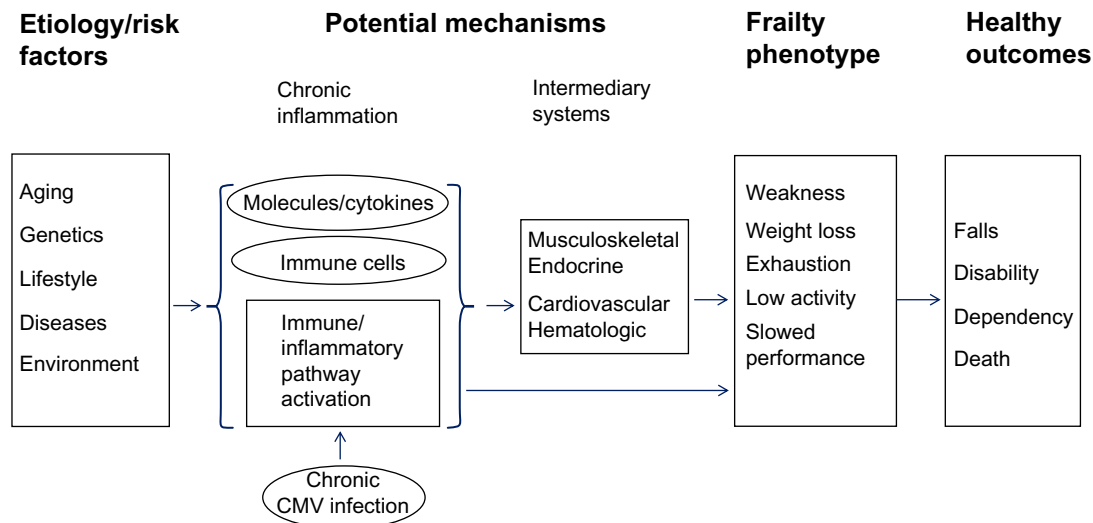 Etiology/risk
factors
Potential mechanisms
Frailty
phenotype
Healthy
outcomes
Chronic
inflammation
Intermediary
systems
Aging
Genetics
Lifestyle
Diseases
Environment
Molecules/cytokines
Immune cells
Immune/
inflammatory
pathway
activation
Chronic
CMV infection
Musculoskeletal
Endocrine
Cardiovascular
Hematologic
Weakness
Weight loss
Exhaustion
Low activity
Slowed
performance
Falls
Disability
Dependency
Death